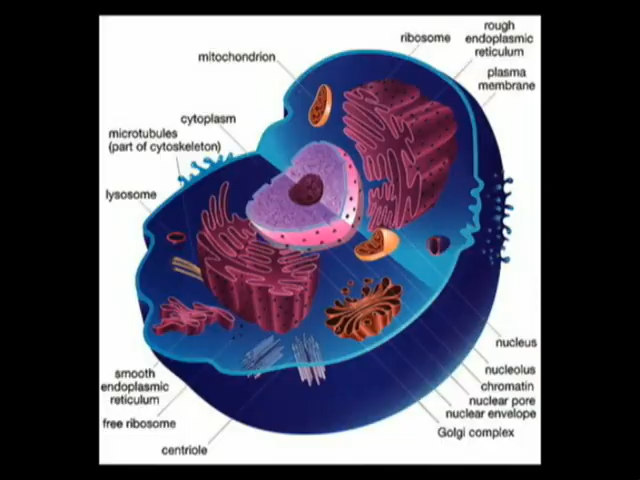 rough
endoplasmic
reticulum
ribosome
mitochondrion
plasma
membrane
cytoplasm
microtubules
(part of cytoskeleton)
lysosome
nucleus
nucleolus
chromatin
nuclear pore
nuclear envelope
Golgi complex
smooth
endoplasmic
reticulum
free ribosome
centriole